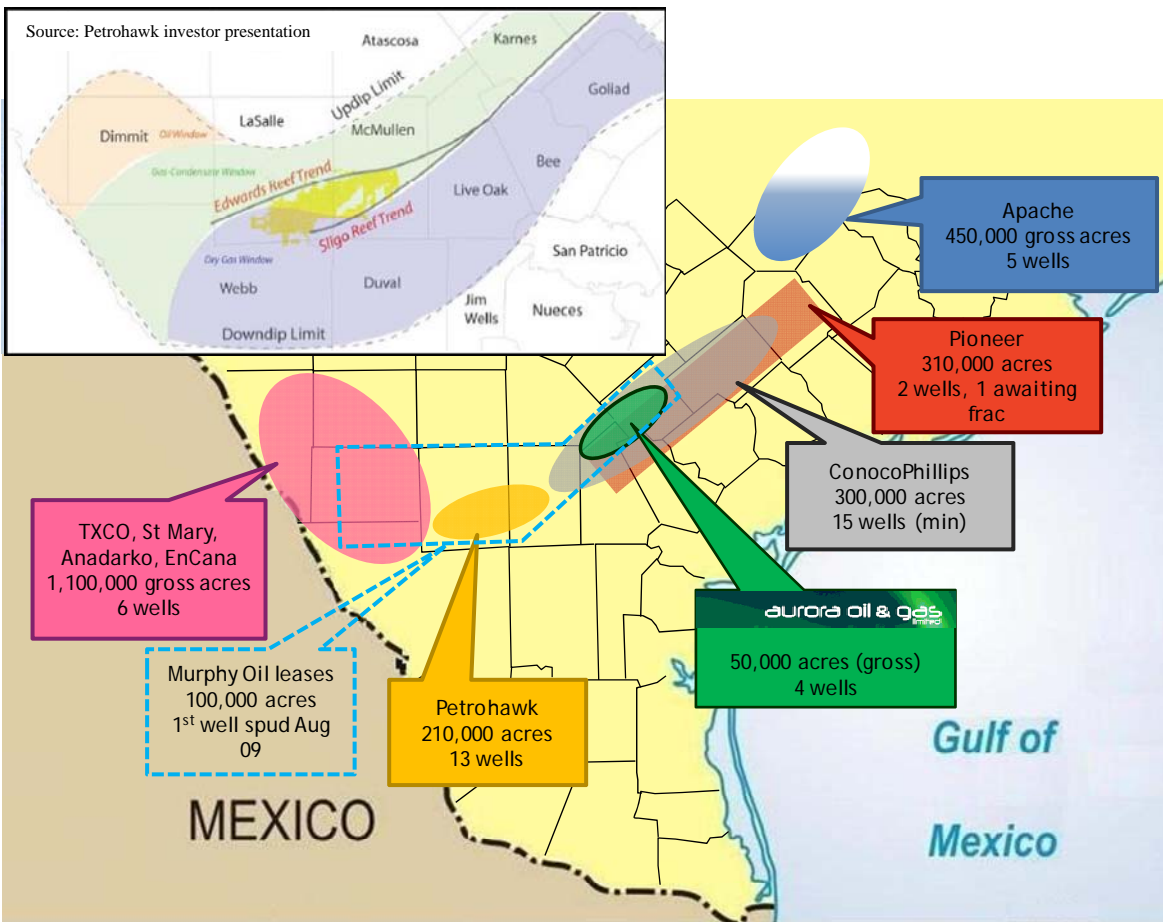 Source: Petrohawk investor presentation
Atascosa
Karnes
Goliad
Updip Limit
LaSalle
McMullen
Dimmit
Oil Window
Gas-Condensate Window
Bee
Edwards Reef Trend
Live Oak
Sligo Reef Trend
San Patricio
Dry Gas Window
Webb
Duval
Jim
Wells
Nueces
Downdip Limit
Apache
450,000 gross acres
5 wells
Pioneer
310,000 acres
2 wells, 1 awaiting
frac
ConocoPhillips
300,000 acres
15 wells (min)
TXCO, St Mary,
Anadarko, EnCana
1,100,000 gross acres
6 wells
aurora oil & gas
limited
50,000 acres (gross)
4 wells
Murphy Oil leases
100,000 acres
1st well spud Aug
09
Petrohawk
210,000 acres
13 wells
Gulf of
Mexico
MEXICO